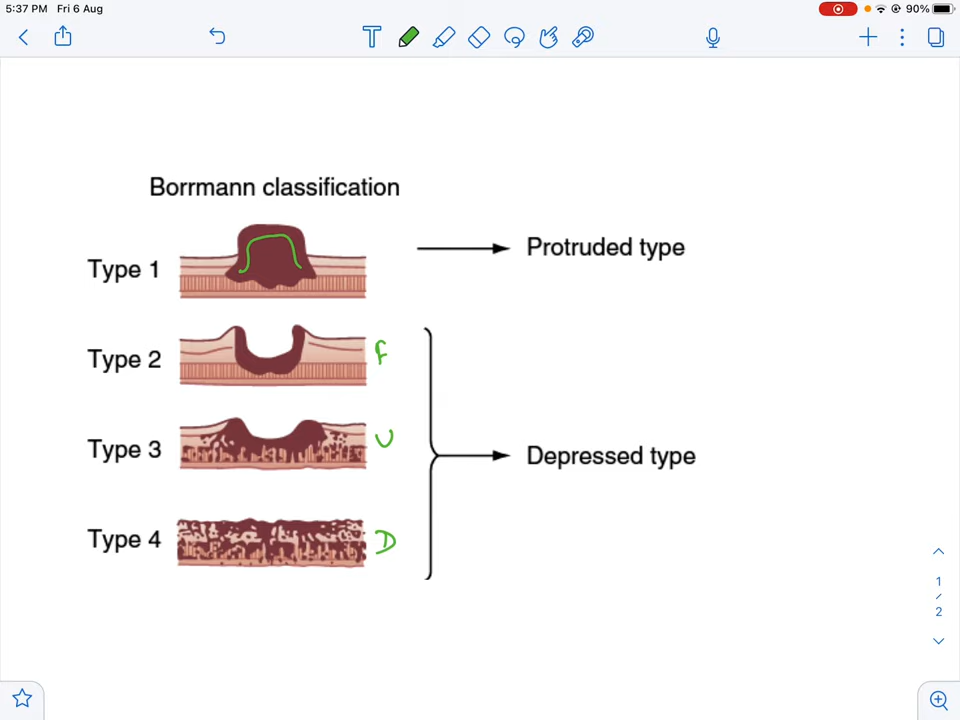 5:37 PM Fri 6 Aug
90%
T
Borrmann classification
Type 1
Protruded type
Type 2
F
Type 3
U
Depressed type
Type 4
D
1
/
2